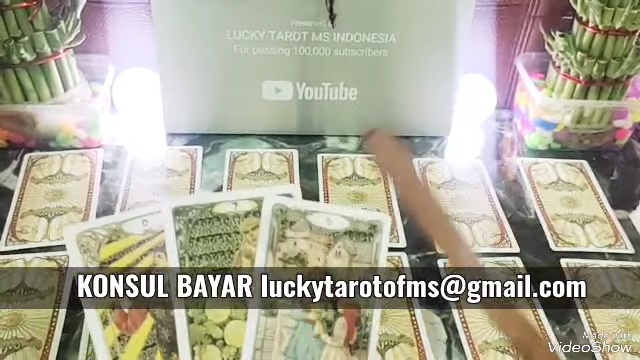 Presented to
LUCKY TAROT MS INDONESIA
For passing 100,000 subscribers
YouTube
KONSUL BAYAR luckytarotofms@gmail.com
Made With
VideoShow